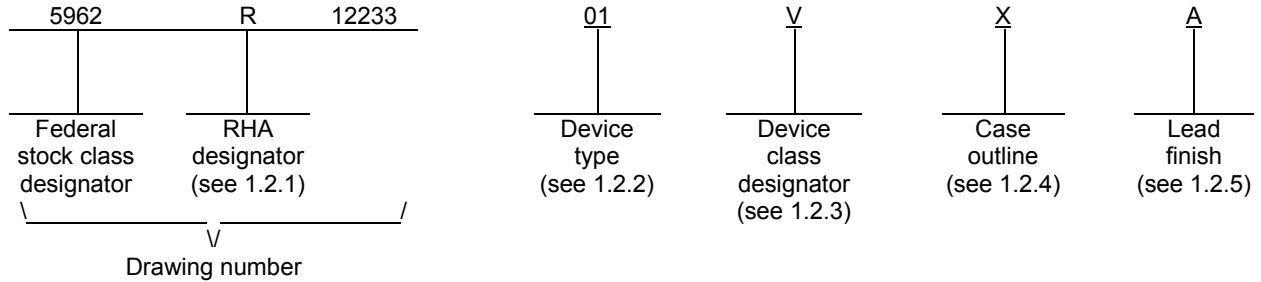 5962 R 12233 01 V X A
Federal stock class designator
RHA designator (see 1.2.1)
Device type (see 1.2.2)
Device class designator (see 1.2.3)
Case outline (see 1.2.4)
Lead finish (see 1.2.5)
Drawing number